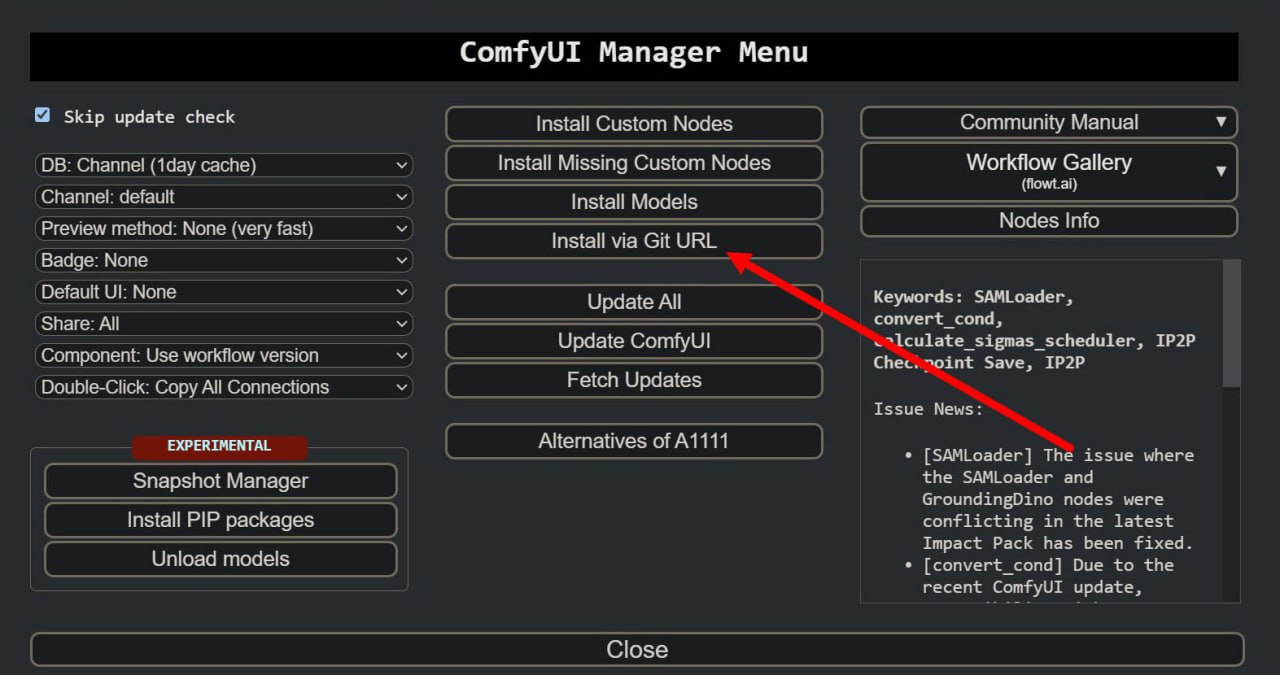 ComfyUI Manager Menu
Skip update check
DB: Channel (1day cache)
Channel: default
Preview method: None (very fast)
Badge: None
Default UI: None
Share: All
Component: Use workflow version
Double-Click: Copy All Connections
EXPERIMENTAL
Snapshot Manager
Install PIP packages
Unload models
Install Custom Nodes
Install Missing Custom Nodes
Install Models
Install via Git URL
Update All
Update ComfyUI
Fetch Updates
Alternatives of A1111
Community Manual
Workflow Gallery
(flowt.ai)
Nodes Info
Keywords: SAMLoader,
convert_cond,
calculate_sigmas_scheduler, IP2P
Checkpoint Save, IP2P
Issue News:
• [SAMLoader] The issue where
the SAMLoader and
GroundingDino nodes were
conflicting in the latest
Impact Pack has been fixed.
• [convert_cond] Due to the
recent ComfyUI update,
Close